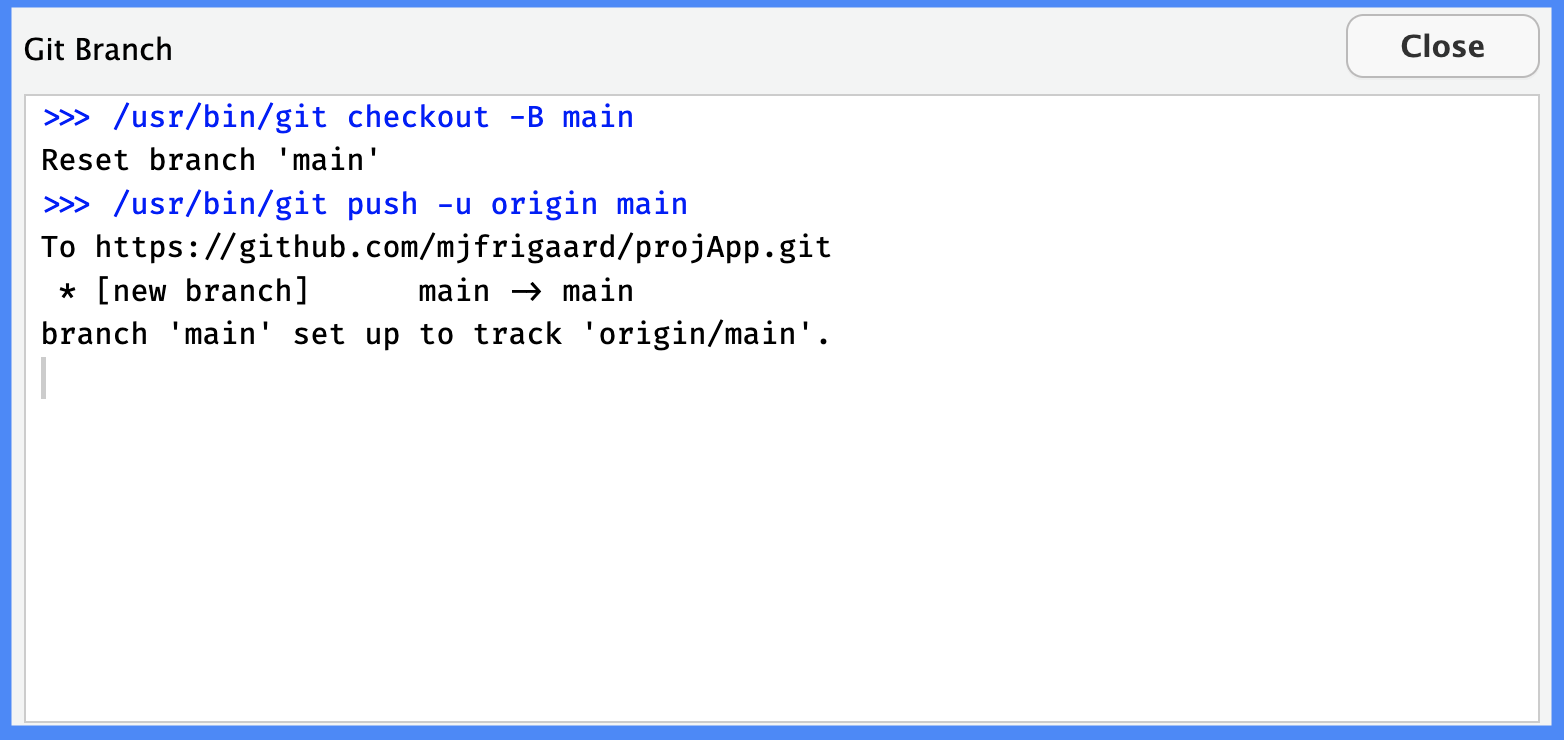 Git Branch
Close
>>> /usr/bin/git checkout -B main
Reset branch 'main'
>>> /usr/bin/git push -u origin main
To https://github.com/mjfrigaard/projApp.git
 * [new branch]      main -> main
branch 'main' set up to track 'origin/main'.